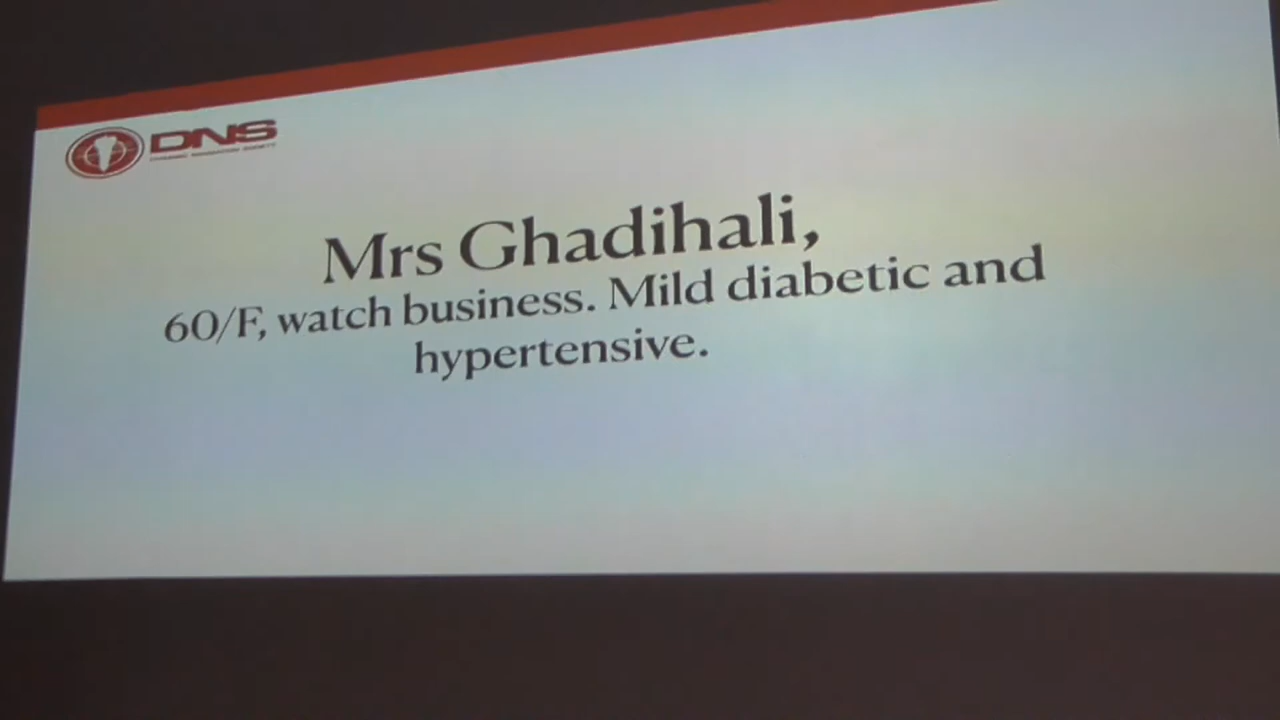 DNS
Mrs Ghadihali,
60/F, watch business. Mild diabetic and
hypertensive.